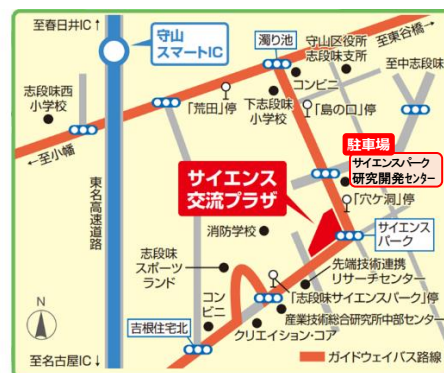 至春日井IC↑
守山
スマートIC
濁り池
守山区役所
志段味支所
至東谷橋→
至中志段味
コンビニ
志段味西
小学校
「荒田」停
下志段味
小学校
「島の口」停
←至小幡
駐車場
サイエンスパーク
研究開発センター
サイエンス
交流プラザ
「穴ケ洞」停
東名高速道路
消防学校
サイエンス
パーク
志段味
スポーツ
ランド
先端技術連携
リサーチセンター
「志段味サイエンスパーク」停
コン
ビニ
産業技術総合研究所中部センター
クリエイション・コア
N
吉根住宅北
至名古屋IC↓
ガイドウェイバス路線